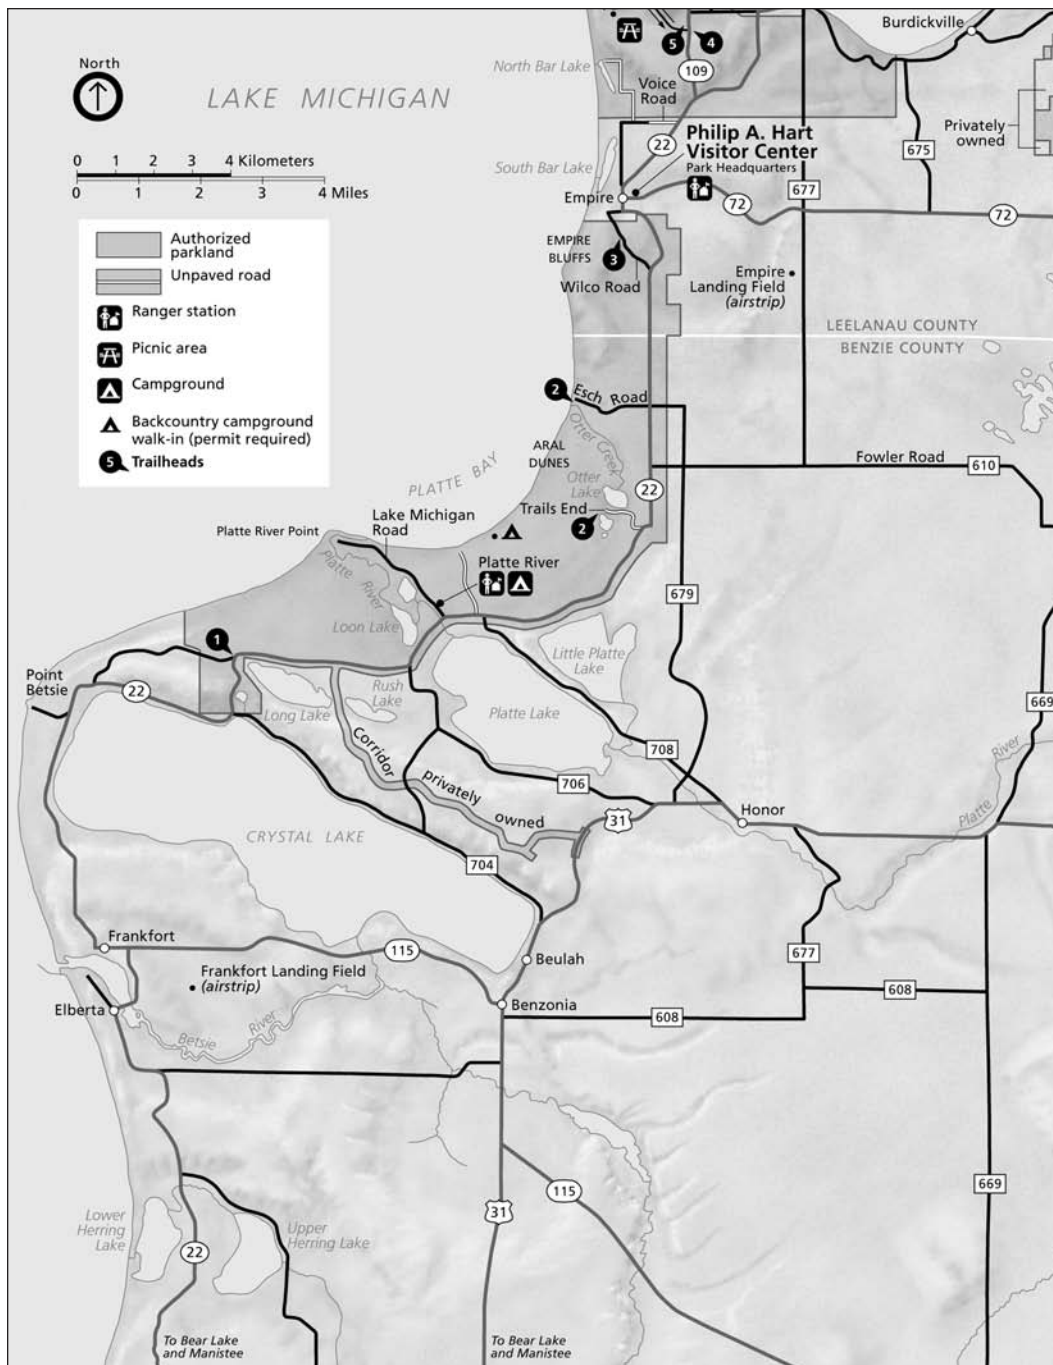 North
LAKE MICHIGAN
0 1 2 3 4 Kilometers
0 1 2 3 4 Miles
Authorized
parkland
Unpaved road
Ranger station
Picnic area
Campground
Backcountry campground
walk-in (permit required)
5 Trailheads
Burdickville
5
4
109
North Bar Lake
Voice
Road
Privately
owned
22
Philip A. Hart
Visitor Center
Park Headquarters
675
677
South Bar Lake
Empire
72
72
EMPIRE
BLUFFS
3
Wilco Road
Empire
Landing Field
(airstrip)
LEELANAU COUNTY
BENZIE COUNTY
2
Esch Road
Otter Creek
ARAL
DUNES
Fowler Road
610
PLATTE BAY
Otter
Lake
22
Trails End
2
Lake Michigan
Road
Platte River Point
Platte River
Platte River
679
Loon Lake
1
Little Platte
Lake
Point
Betsie
22
Rush
Lake
Long Lake
Platte Lake
669
Corridor
privately
owned
708
706
Platte River
31
Honor
CRYSTAL LAKE
704
Frankfort
115
677
Beulah
Frankfort Landing Field
(airstrip)
608
Elberta
Benzonia
608
Betsie River
669
115
31
Lower
Herring
Lake
Upper
Herring Lake
22
To Bear Lake
and Manistee
To Bear Lake
and Manistee